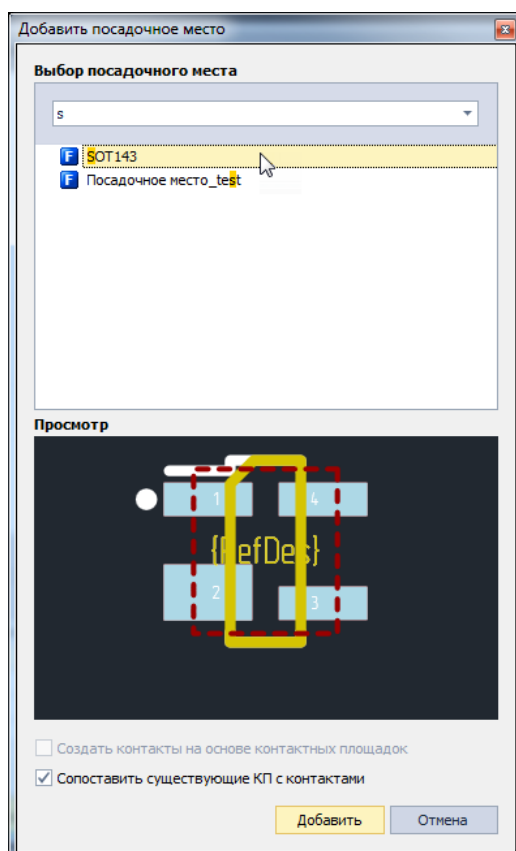 Добавить посадочное место
Выбор посадочного места
s
F SOT143
F Посадочное место_test
Просмотр
1 4
{RefDes}
2 3
Создать контакты на основе контактных площадок
Сопоставить существующие КП с контактами
Добавить Отмена